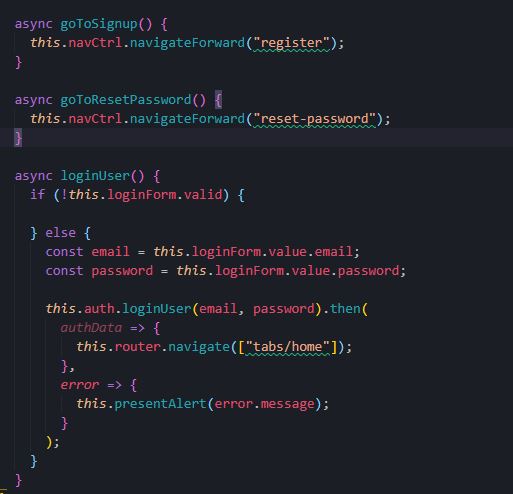 async goToSignup() {
  this.navCtrl.navigateForward("register");
}

async goToResetPassword() {
  this.navCtrl.navigateForward("reset-password");
}

async loginUser() {
  if (!this.loginForm.valid) {

  } else {
    const email = this.loginForm.value.email;
    const password = this.loginForm.value.password;

    this.auth.loginUser(email, password).then(
      authData => {
        this.router.navigate(["tabs/home"]);
      },
      error => {
        this.presentAlert(error.message);
      }
    );
  }
}